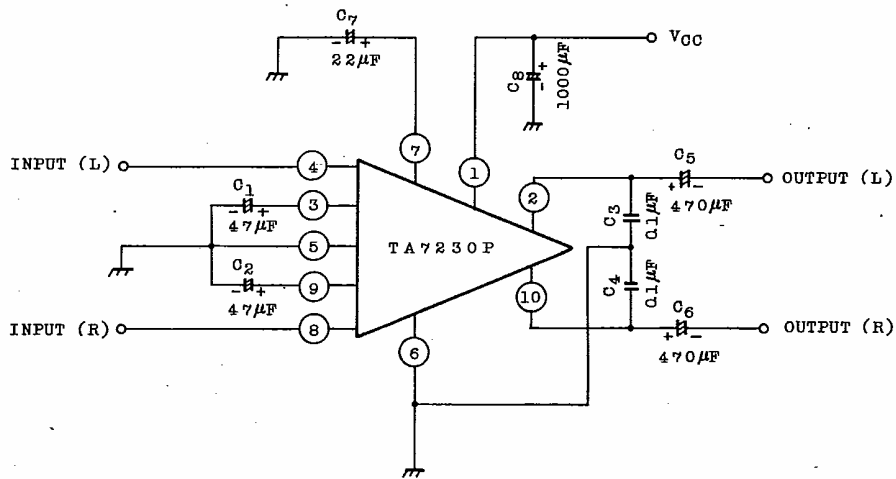 C7
- +
22μF
VCC
C8
+
-
1000μF
INPUT (L)
4
7
1
2
C5
+ -
470μF
OUTPUT (L)
C1
- +
47μF
3
C3
0.1μF
5
TA7230P
C2
- +
47μF
9
10
C4
0.1μF
C6
+ -
470μF
INPUT (R)
8
6
OUTPUT (R)